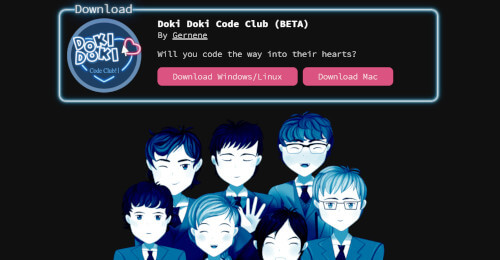 Download
DOKI
DOKI
Code Club!
Doki Doki Code Club (BETA)
By Gernene
Will you code the way into their hearts?
Download Windows/Linux
Download Mac